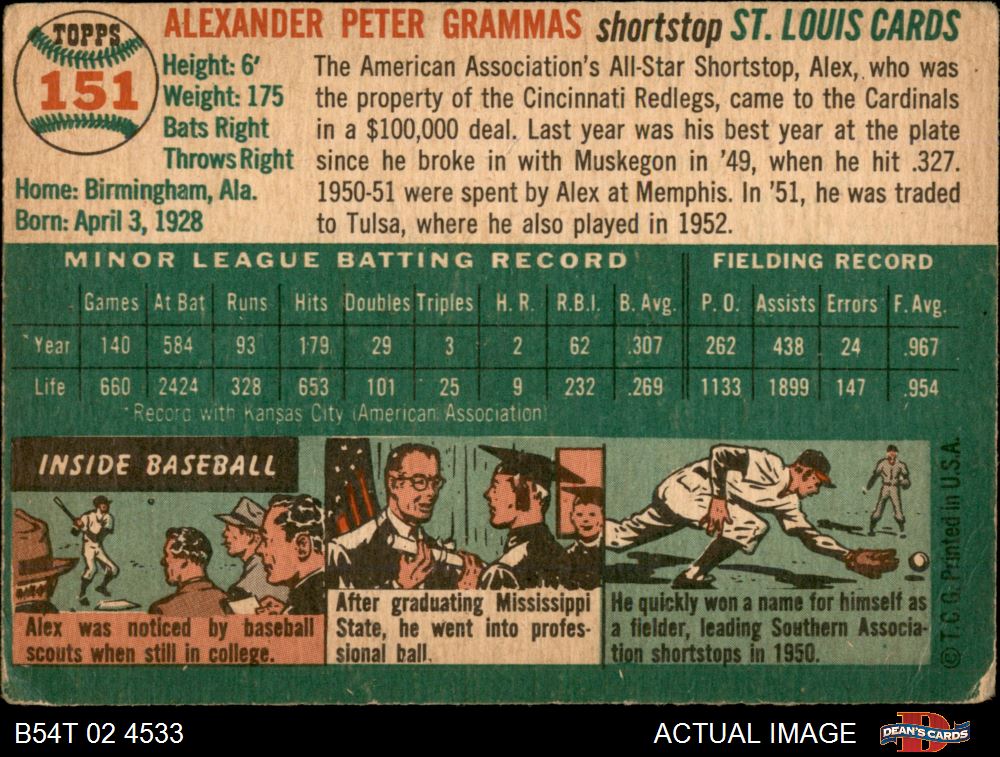 TOPPS
151
ALEXANDER PETER GRAMMAS shortstop ST. LOUIS CARDS
Height: 6'
Weight: 175
Bats Right
Throws Right
Home: Birmingham, Ala.
Born: April 3, 1928
The American Association's All-Star Shortstop, Alex, who was
the property of the Cincinnati Redlegs, came to the Cardinals
in a $100,000 deal. Last year was his best year at the plate
since he broke in with Muskegon in '49, when he hit .327.
1950-51 were spent by Alex at Memphis. In '51, he was traded
to Tulsa, where he also played in 1952.
MINOR LEAGUE BATTING RECORD FIELDING RECORD
Games At Bat Runs Hits Doubles Triples H. R. R.B.I. B. Avg. P. O. Assists Errors F. Avg.
*Year 140 584 93 179 29 3 2 62 .307 262 438 24 .967
Life 660 2424 328 653 101 25 9 232 .269 1133 1899 147 .954
*Record with Kansas City (American Association)
INSIDE BASEBALL
Alex was noticed by baseball
scouts when still in college.
After graduating Mississippi
State, he went into profes-
sional ball.
He quickly won a name for himself as
a fielder, leading Southern Associa-
tion shortstops in 1950.
© T. C. G. Printed in U.S.A.
B54T 02 4533
ACTUAL IMAGE
DEAN'S CARDS